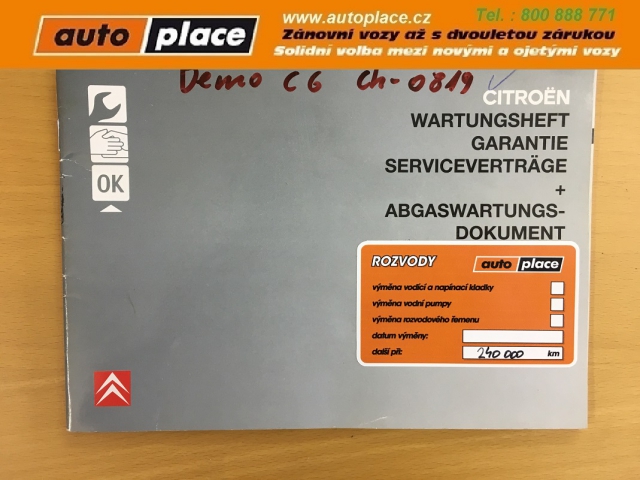 auto place
www.autoplace.cz
Tel. : 800 888 771
Zánovní vozy až s dvouletou zárukou
Solidní volba mezi novými a ojetými vozy
Demo C6 Ch-0819
CITROËN
WARTUNGSHEFT
GARANTIE
SERVICEVERTRÄGE
+
ABGASWARTUNGS-
DOKUMENT
OK
ROZVODY
auto place
výměna vodící a napínací kladky
výměna vodní pumpy
výměna rozvodového řemenu
datum výměny:
další při: 240 000 km